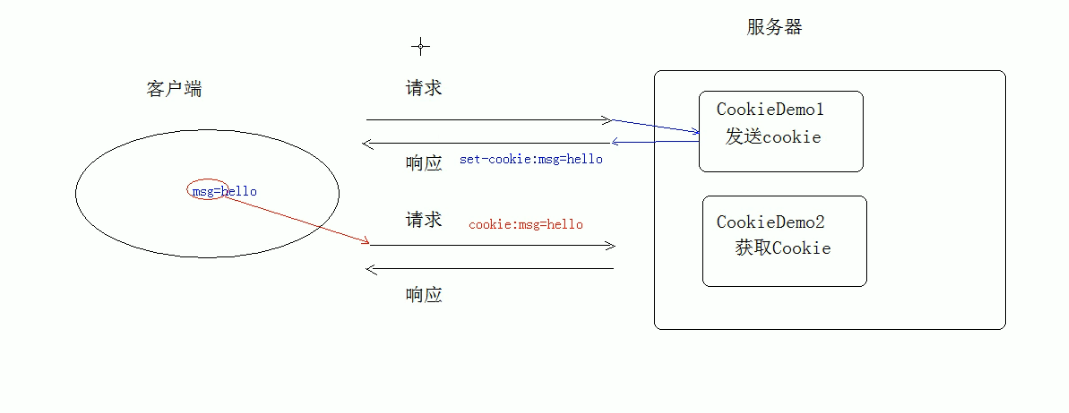 服务器
客户端
请求
CookieDemo1
发送cookie
响应
set-cookie:msg=hello
msg=hello
请求
cookie:msg=hello
CookieDemo2
获取Cookie
响应